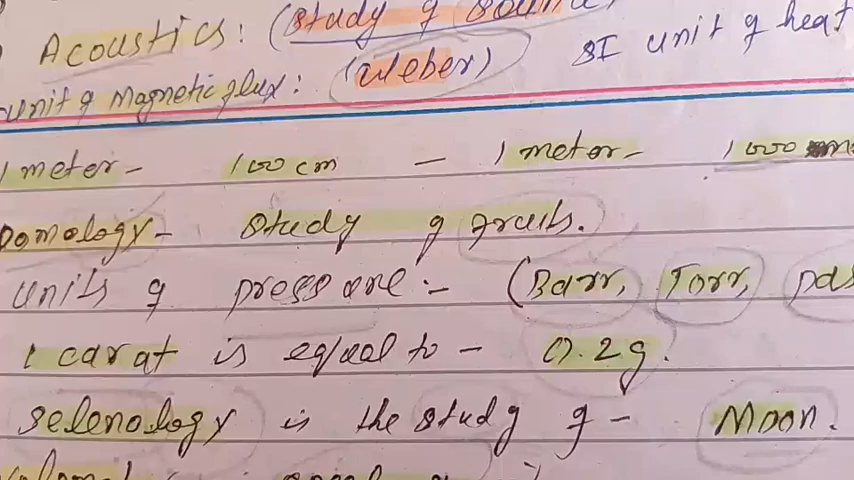 Acoustics: (Study of Sound)
SI unit of heat
unit of Magnetic flux: (Weber)
1 meter - 100 cm - 1 meter - 1000
pomology - Study of fruits.
units of pressure :- (Barr, Torr, pas
1 carat is equal to - 0.2g.
Selenology is the study of - Moon.